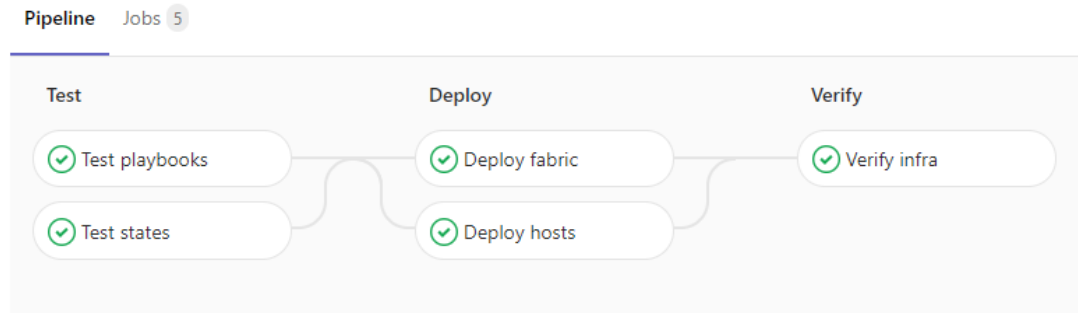 Pipeline Jobs 5
Test Deploy Verify
Test playbooks Deploy fabric Verify infra
Test states Deploy hosts